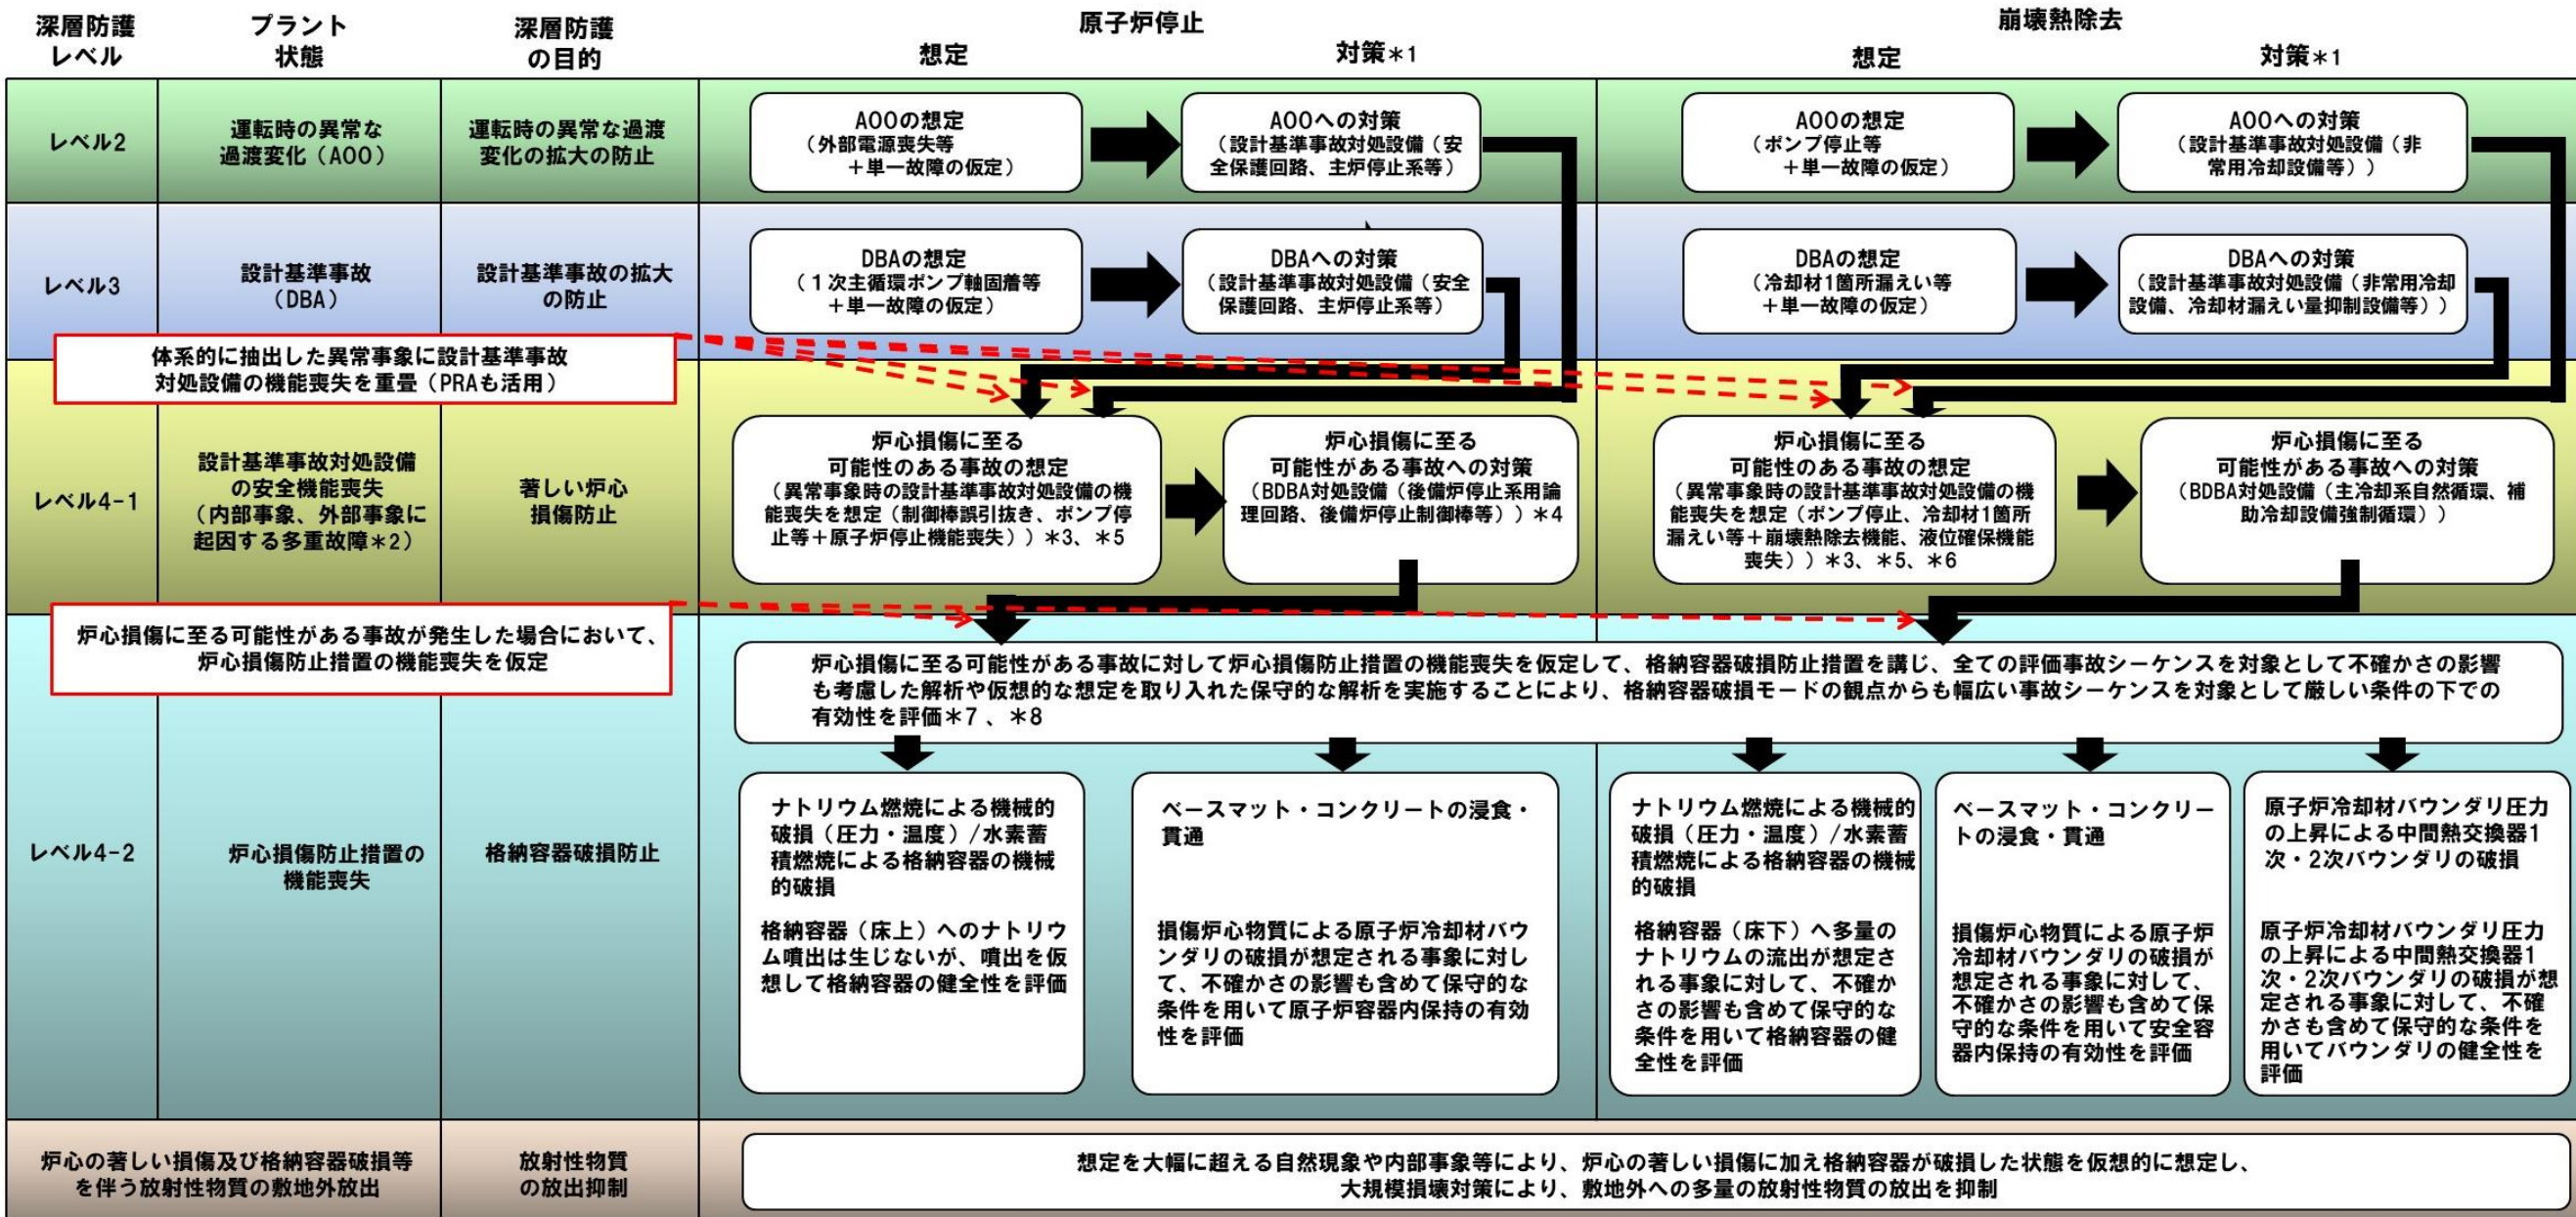 深層防護
レベル
プラント
状態
深層防護
の目的
原子炉停止
想定
対策＊1
崩壊熱除去
想定
対策＊1
レベル2
運転時の異常な
過渡変化（AOO）
運転時の異常な過渡
変化の拡大の防止
AOOの想定
（外部電源喪失等
＋単一故障の仮定）
AOOへの対策
（設計基準事故対処設備（安
全保護回路、主炉停止系等）
AOOの想定
（ポンプ停止等
＋単一故障の仮定）
AOOへの対策
（設計基準事故対処設備（非
常用冷却設備等））
レベル3
設計基準事故
（DBA）
設計基準事故の拡大
の防止
DBAの想定
（１次主循環ポンプ軸固着等
＋単一故障の仮定）
DBAへの対策
（設計基準事故対処設備（安全
保護回路、主炉停止系等）
DBAの想定
（冷却材1箇所漏えい等
＋単一故障の仮定）
DBAへの対策
（設計基準事故対処設備（非常用冷却
設備、冷却材漏えい量抑制設備等））
体系的に抽出した異常事象に設計基準事故
対処設備の機能喪失を重畳（PRAも活用）
レベル4-1
設計基準事故対処設備
の安全機能喪失
（内部事象、外部事象に
起因する多重故障＊2）
著しい炉心
損傷防止
炉心損傷に至る
可能性のある事故の想定
（異常事象時の設計基準事故対処設備の機
能喪失を想定（制御棒誤引抜き、ポンプ停
止等＋原子炉停止機能喪失））＊3、＊5
炉心損傷に至る
可能性がある事故への対策
（BDBA対処設備（後備炉停止系用論
理回路、後備炉停止制御棒等））＊4
炉心損傷に至る
可能性のある事故の想定
（異常事象時の設計基準事故対処設備の機
能喪失を想定（ポンプ停止、冷却材1箇所
漏えい等＋崩壊熱除去機能、液位確保機能
喪失））＊3、＊5、＊6
炉心損傷に至る
可能性がある事故への対策
（BDBA対処設備（主冷却系自然循環、補
助冷却設備強制循環））
炉心損傷に至る可能性がある事故が発生した場合において、
炉心損傷防止措置の機能喪失を仮定
レベル4-2
炉心損傷防止措置の
機能喪失
格納容器破損防止
炉心損傷に至る可能性がある事故に対して炉心損傷防止措置の機能喪失を仮定して、格納容器破損防止措置を講じ、全ての評価事故シーケンスを対象として不確かさの影響
も考慮した解析や仮想的な想定を取り入れた保守的な解析を実施することにより、格納容器破損モードの観点からも幅広い事故シーケンスを対象として厳しい条件の下での
有効性を評価＊7 、＊8
ナトリウム燃焼による機械的
破損（圧力・温度）/水素蓄
積燃焼による格納容器の機械
的破損
格納容器（床上）へのナトリウ
ム噴出は生じないが、噴出を仮
想して格納容器の健全性を評価
ベースマット・コンクリートの浸食・
貫通
損傷炉心物質による原子炉冷却材バウ
ンダリの破損が想定される事象に対し
て、不確かさの影響も含めて保守的な
条件を用いて原子炉容器内保持の有効
性を評価
ナトリウム燃焼による機械的
破損（圧力・温度）/水素蓄
積燃焼による格納容器の機械
的破損
格納容器（床下）へ多量の
ナトリウムの流出が想定さ
れる事象に対して、不確か
さの影響も含めて保守的な
条件を用いて格納容器の健
全性を評価
ベースマット・コンクリー
トの浸食・貫通
損傷炉心物質による原子炉
冷却材バウンダリの破損が
想定される事象に対して、
不確かさの影響も含めて保
守的な条件を用いて安全容
器内保持の有効性を評価
原子炉冷却材バウンダリ圧力
の上昇による中間熱交換器1
次・2次バウンダリの破損
原子炉冷却材バウンダリ圧力
の上昇による中間熱交換器1
次・2次バウンダリの破損が想
定される事象に対して、不確
かさも含めて保守的な条件を
用いてバウンダリの健全性を
評価
炉心の著しい損傷及び格納容器破損等
を伴う放射性物質の敷地外放出
放射性物質
の放出抑制
想定を大幅に超える自然現象や内部事象等により、炉心の著しい損傷に加え格納容器が破損した状態を仮想的に想定し、
大規模損壊対策により、敷地外への多量の放射性物質の放出を抑制